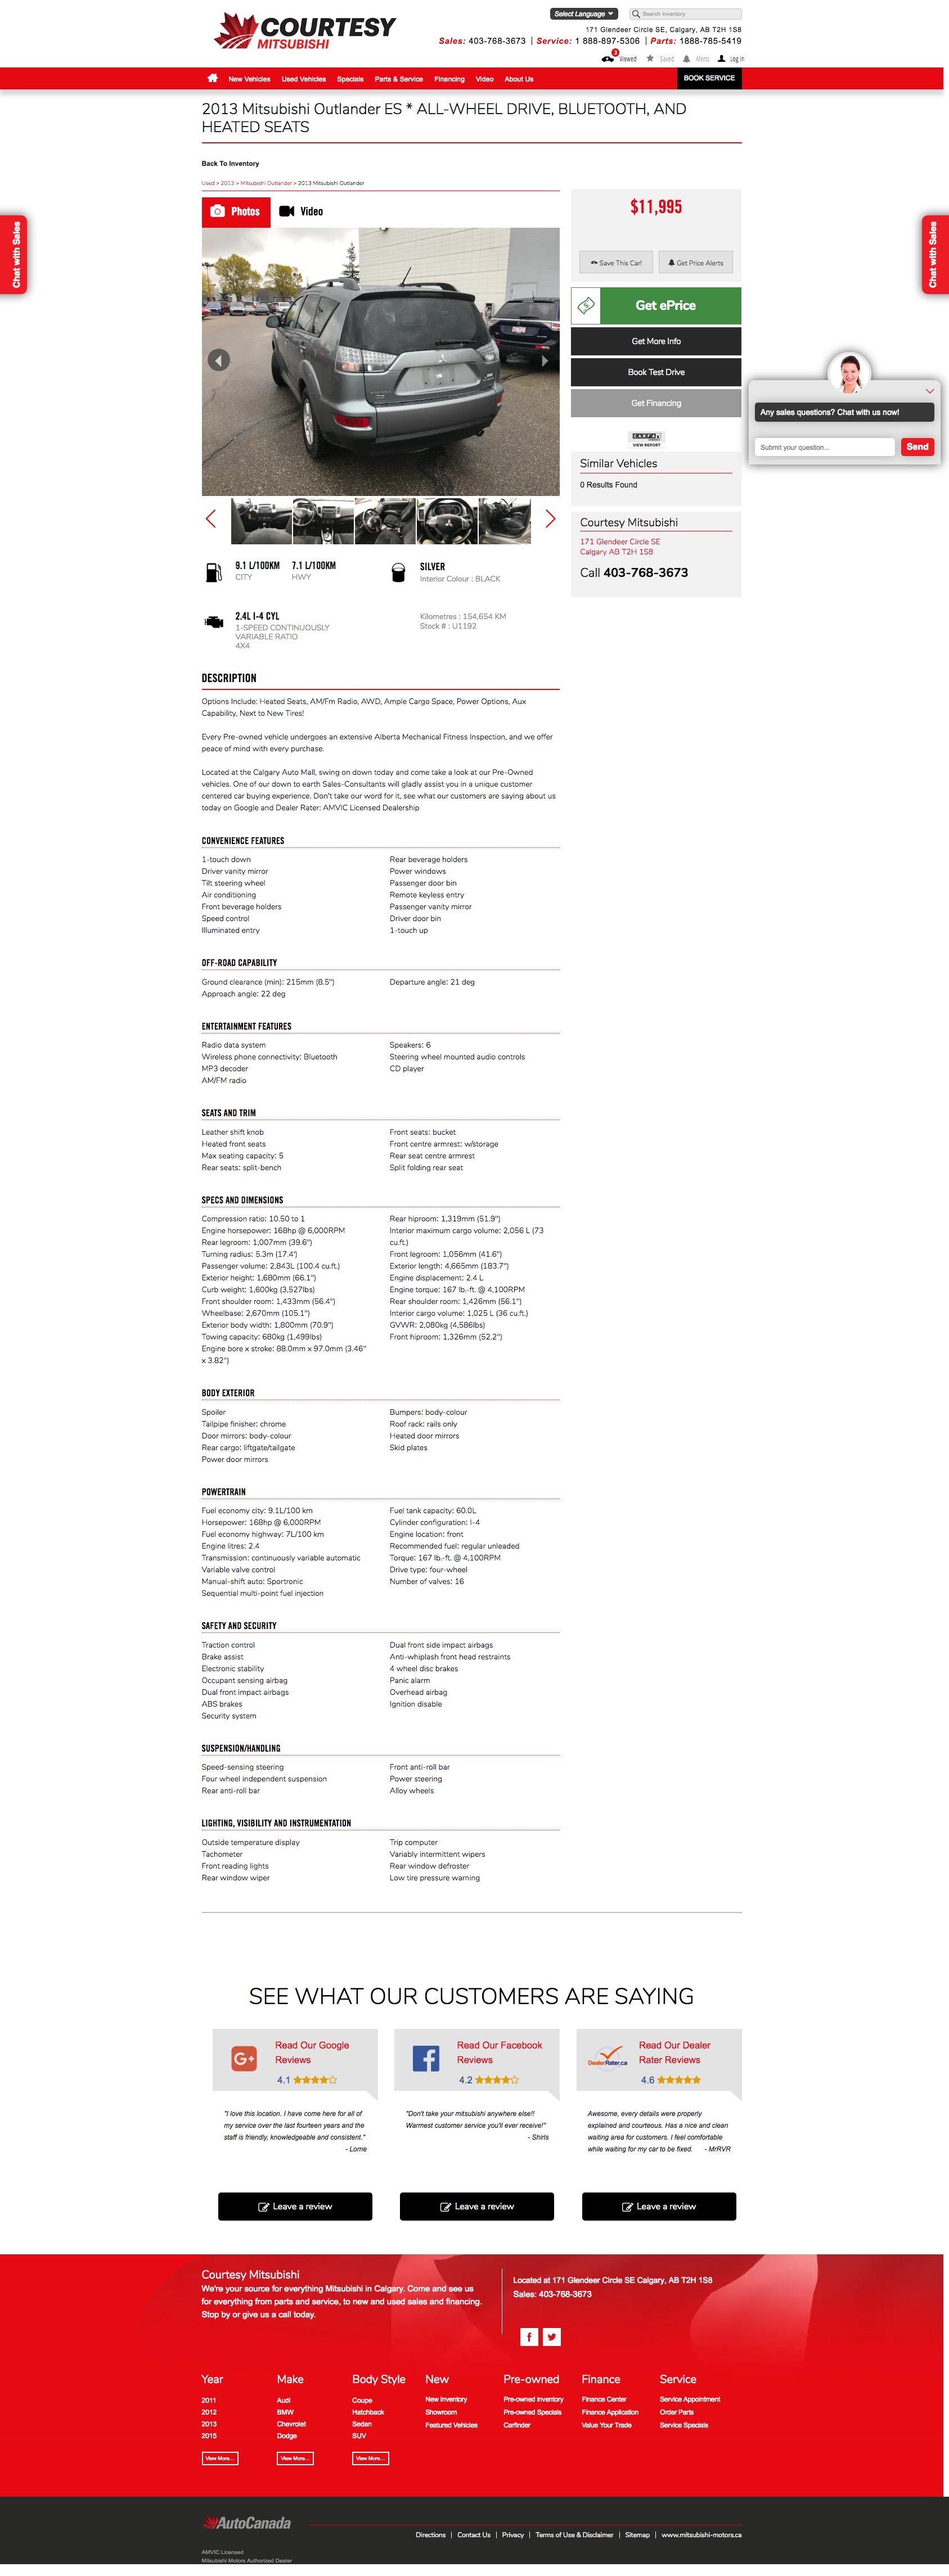 COURTESY
MITSUBISHI
Select Language
Search Inventory
171 Glendeer Circle SE, Calgary, AB T2H 1S8
Sales: 403-768-3673 | Service: 1 888-897-5306 | Parts: 1888-785-5419
3
Viewed Saved Alerts Log in
New Vehicles Used Vehicles Specials Parts & Service Financing Video About Us BOOK SERVICE
2013 Mitsubishi Outlander ES * ALL-WHEEL DRIVE, BLUETOOTH, AND
HEATED SEATS
Back To Inventory
Used > 2013 > Mitsubishi Outlander > 2013 Mitsubishi Outlander
Chat with Sales
Chat with Sales
Photos Video
$11,995
Save This Car! Get Price Alerts
Get ePrice
Get More Info
Book Test Drive
Get Financing
CARFAX
VIEW REPORT
Any sales questions? Chat with us now!
Submit your question... Send
Similar Vehicles
0 Results Found
Courtesy Mitsubishi
171 Glendeer Circle SE
Calgary AB T2H 1S8
Call 403-768-3673
9.1 L/100KM 7.1 L/100KM
CITY HWY
SILVER
Interior Colour : BLACK
2.4L I-4 CYL
1-SPEED CONTINUOUSLY
VARIABLE RATIO
4X4
Kilometres : 154,654 KM
Stock # : U1192
DESCRIPTION
Options Include: Heated Seats, AM/Fm Radio, AWD, Ample Cargo Space, Power Options, Aux
Capability, Next to New Tires!
Every Pre-owned vehicle undergoes an extensive Alberta Mechanical Fitness Inspection, and we offer
peace of mind with every purchase.
Located at the Calgary Auto Mall, swing on down today and come take a look at our Pre-Owned
vehicles. One of our down to earth Sales-Consultants will gladly assist you in a unique customer
centered car buying experience. Don't take our word for it, see what our customers are saying about us
today on Google and Dealer Rater: AMVIC Licensed Dealership
CONVENIENCE FEATURES
1-touch down
Driver vanity mirror
Tilt steering wheel
Air conditioning
Front beverage holders
Speed control
Illuminated entry
Rear beverage holders
Power windows
Passenger door bin
Remote keyless entry
Passenger vanity mirror
Driver door bin
1-touch up
OFF-ROAD CAPABILITY
Ground clearance (min): 215mm (8.5")
Approach angle: 22 deg
Departure angle: 21 deg
ENTERTAINMENT FEATURES
Radio data system
Wireless phone connectivity: Bluetooth
MP3 decoder
AM/FM radio
Speakers: 6
Steering wheel mounted audio controls
CD player
SEATS AND TRIM
Leather shift knob
Heated front seats
Max seating capacity: 5
Rear seats: split-bench
Front seats: bucket
Front centre armrest: w/storage
Rear seat centre armrest
Split folding rear seat
SPECS AND DIMENSIONS
Compression ratio: 10.50 to 1
Engine horsepower: 168hp @ 6,000RPM
Rear legroom: 1,007mm (39.6")
Turning radius: 5.3m (17.4')
Passenger volume: 2,843L (100.4 cu.ft.)
Exterior height: 1,680mm (66.1")
Curb weight: 1,600kg (3,527lbs)
Front shoulder room: 1,433mm (56.4")
Wheelbase: 2,670mm (105.1")
Exterior body width: 1,800mm (70.9")
Towing capacity: 680kg (1,499lbs)
Engine bore x stroke: 88.0mm x 97.0mm (3.46"
x 3.82")
Rear hiproom: 1,319mm (51.9")
Interior maximum cargo volume: 2,056 L (73
cu.ft.)
Front legroom: 1,056mm (41.6")
Exterior length: 4,665mm (183.7")
Engine displacement: 2.4 L
Engine torque: 167 lb.-ft. @ 4,100RPM
Rear shoulder room: 1,426mm (56.1")
Interior cargo volume: 1,025 L (36 cu.ft.)
GVWR: 2,080kg (4,586lbs)
Front hiproom: 1,326mm (52.2")
BODY EXTERIOR
Spoiler
Tailpipe finisher: chrome
Door mirrors: body-colour
Rear cargo: liftgate/tailgate
Power door mirrors
Bumpers: body-colour
Roof rack: rails only
Heated door mirrors
Skid plates
POWERTRAIN
Fuel economy city: 9.1L/100 km
Horsepower: 168hp @ 6,000RPM
Fuel economy highway: 7L/100 km
Engine litres: 2.4
Transmission: continuously variable automatic
Variable valve control
Manual-shift auto: Sportronic
Sequential multi-point fuel injection
Fuel tank capacity: 60.0L
Cylinder configuration: I-4
Engine location: front
Recommended fuel: regular unleaded
Torque: 167 lb.-ft. @ 4,100RPM
Drive type: four-wheel
Number of valves: 16
SAFETY AND SECURITY
Traction control
Brake assist
Electronic stability
Occupant sensing airbag
Dual front impact airbags
ABS brakes
Security system
Dual front side impact airbags
Anti-whiplash front head restraints
4 wheel disc brakes
Panic alarm
Overhead airbag
Ignition disable
SUSPENSION/HANDLING
Speed-sensing steering
Four wheel independent suspension
Rear anti-roll bar
Front anti-roll bar
Power steering
Alloy wheels
LIGHTING, VISIBILITY AND INSTRUMENTATION
Outside temperature display
Tachometer
Front reading lights
Rear window wiper
Trip computer
Variably intermittent wipers
Rear window defroster
Low tire pressure warning
SEE WHAT OUR CUSTOMERS ARE SAYING
G+
Read Our Google
Reviews
4.1
"I love this location. I have come here for all of
my service over the last fourteen years and the
staff is friendly, knowledgeable and consistent."
- Lorne
Leave a review
Read Our Facebook
Reviews
4.2
"Don't take your mitsubishi anywhere else!!
Warmest customer service you'll ever receive!"
- Shirls
Leave a review
DealerRater.ca
Read Our Dealer
Rater Reviews
4.6
Awesome, every details were properly
explained and courteous. Has a nice and clean
waiting area for customers. I feel comfortable
while waiting for my car to be fixed. - MrRVR
Leave a review
Courtesy Mitsubishi
We're your source for everything Mitsubishi in Calgary. Come and see us
for everything from parts and service, to new and used sales and financing.
Stop by or give us a call today.
Located at 171 Glendeer Circle SE Calgary, AB T2H 1S8
Sales: 403-768-3673
Year
2011
2012
2013
2015
View More...
Make
Audi
BMW
Chevrolet
Dodge
View More...
Body Style
Coupe
Hatchback
Sedan
SUV
View More...
New
New Inventory
Showroom
Featured Vehicles
Pre-owned
Pre-owned Inventory
Pre-owned Specials
Carfinder
Finance
Finance Center
Finance Application
Value Your Trade
Service
Service Appointment
Order Parts
Service Specials
AutoCanada
Directions | Contact Us | Privacy | Terms of Use & Disclaimer | Sitemap | www.mitsubishi-motors.ca
AMVIC Licensed
Mitsubishi Motors Authorized Dealer